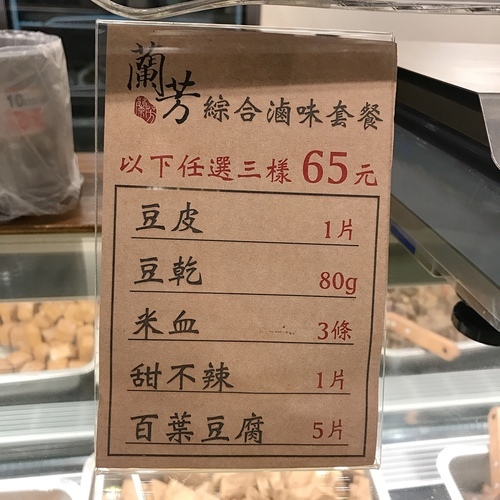 蘭芳 綜合滷味套餐
以下任選三樣 65元
豆皮 1片
豆乾 80g
米血 3條
甜不辣 1片
百葉豆腐 5片
10